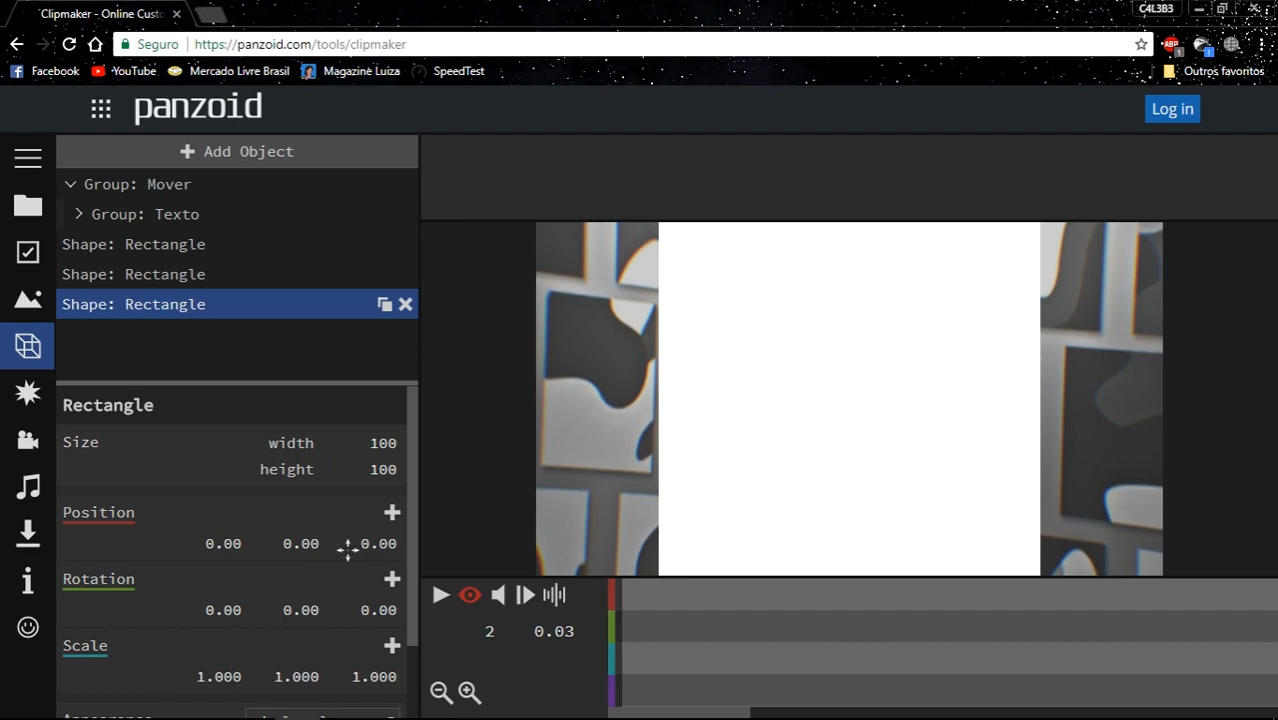 Clipmaker - Online Custo
C4L3B3
Seguro
https://panzoid.com/tools/clipmaker
ABP
1
Facebook
YouTube
Mercado Livre Brasil
Magazine Luiza
SpeedTest
Outros favoritos
panzoid
Log in
Add Object
Group: Mover
Group: Texto
Shape: Rectangle
Shape: Rectangle
Shape: Rectangle
Rectangle
Size width 100
height 100
Position
0.00 0.00 0.00
Rotation
0.00 0.00 0.00
Scale
1.000 1.000 1.000
2 0.03